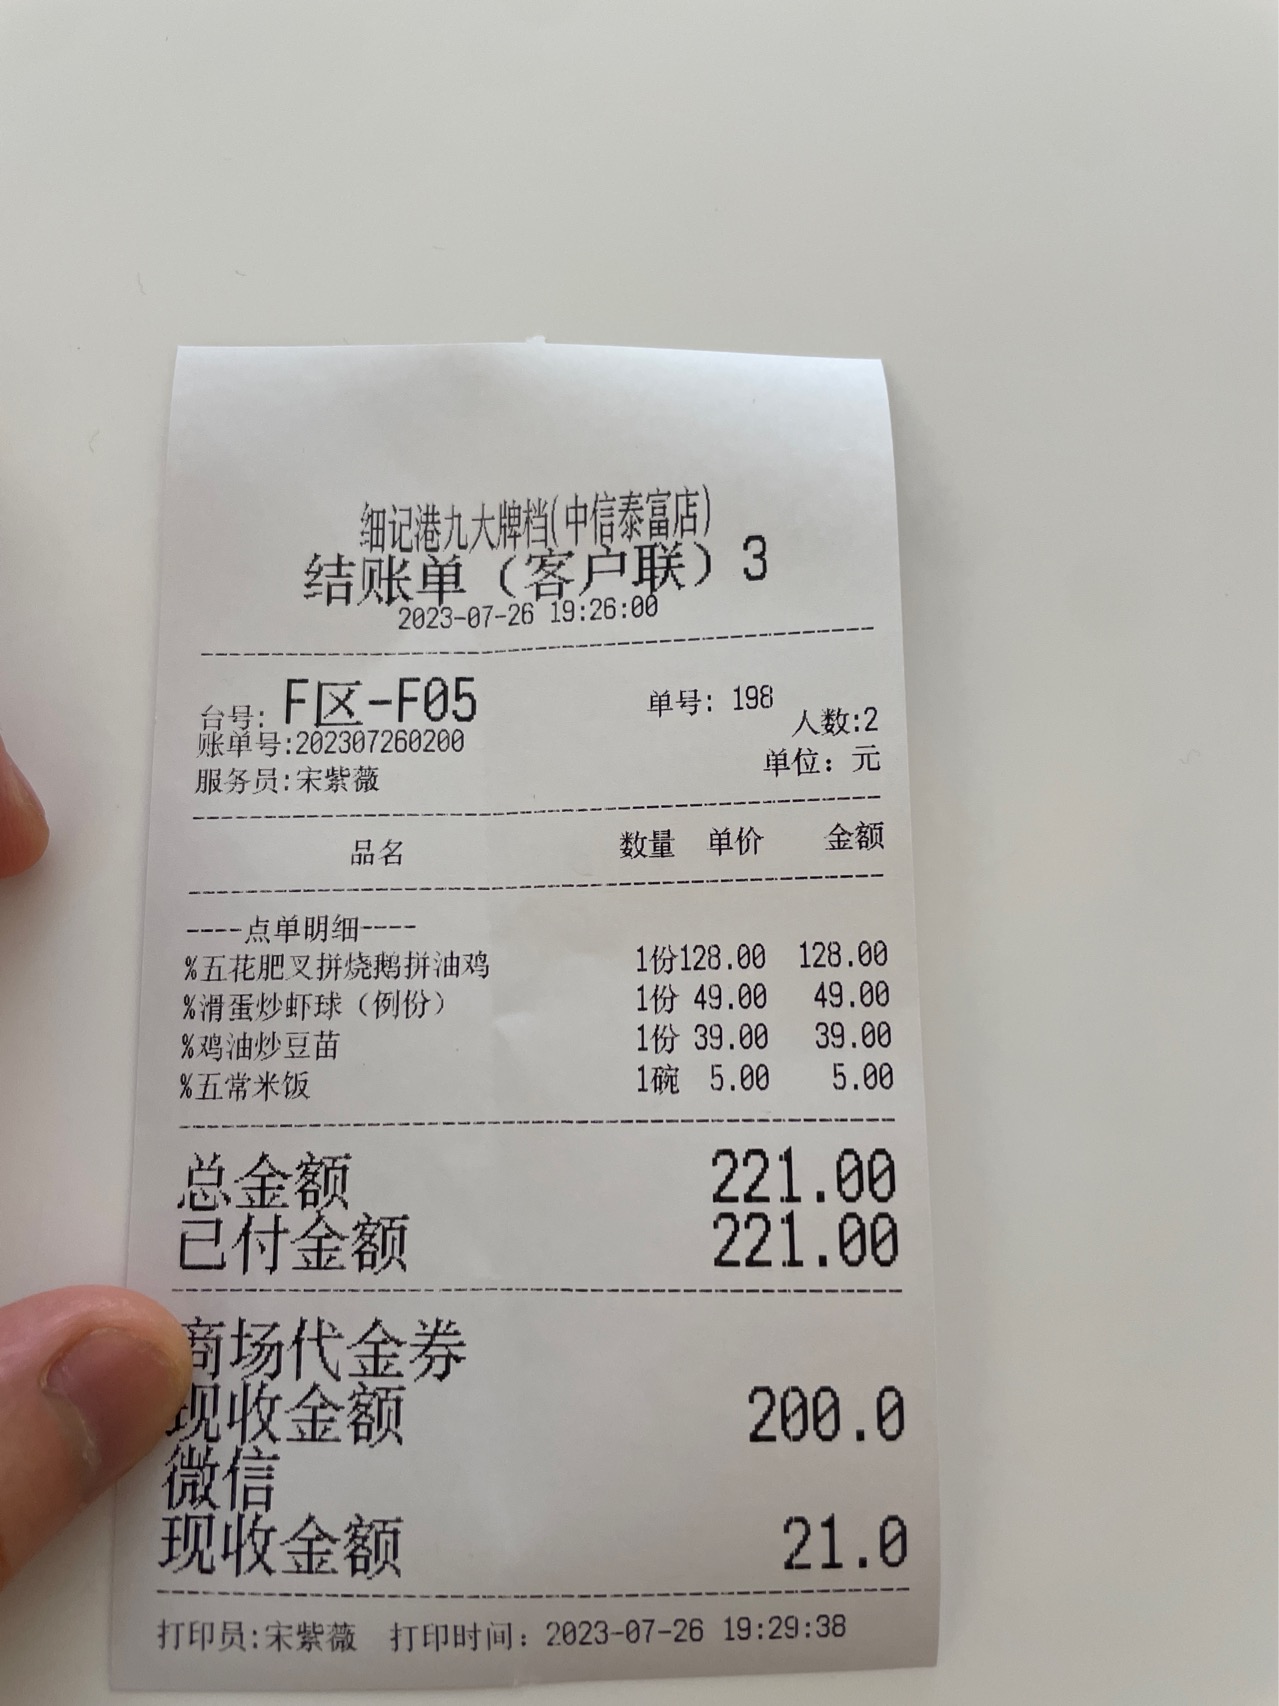 细记港九大牌档(中信泰富店)
结账单（客户联）3
2023-07-26 19:26:00
台号: F区-F05 单号: 198
人数:2
账单号:202307260200
单位：元
服务员:宋紫薇
品名 数量 单价 金额
----点单明细----
%五花肥叉拼烧鹅拼油鸡 1份128.00 128.00
%滑蛋炒虾球（例份） 1份 49.00 49.00
%鸡油炒豆苗 1份 39.00 39.00
%五常米饭 1碗 5.00 5.00
总金额 221.00
已付金额 221.00
商场代金券
现收金额 200.0
微信
现收金额 21.0
打印员:宋紫薇 打印时间：2023-07-26 19:29:38